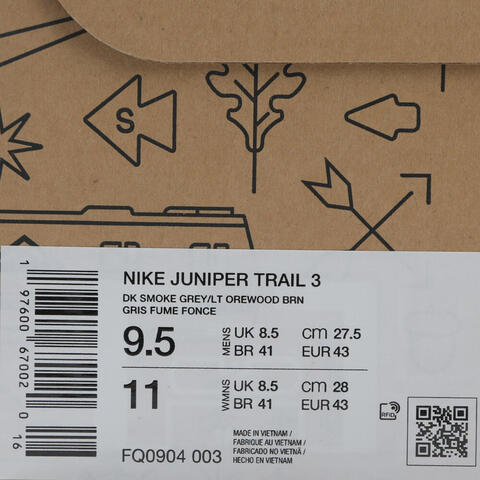 S
NIKE JUNIPER TRAIL 3
DK SMOKE GREY/LT OREWOOD BRN
GRIS FUME FONCE
9.5 MENS UK 8.5 CM 27.5
BR 41 EUR 43
11 WMNS UK 8.5 CM 28
BR 41 EUR 43
MADE IN VIETNAM /
FABRIQUE AU VIETNAM /
FABRICADO NO VIETNÃ /
HECHO EN VIETNAM
FQ0904 003
RFID
1 97600 67002 0 16